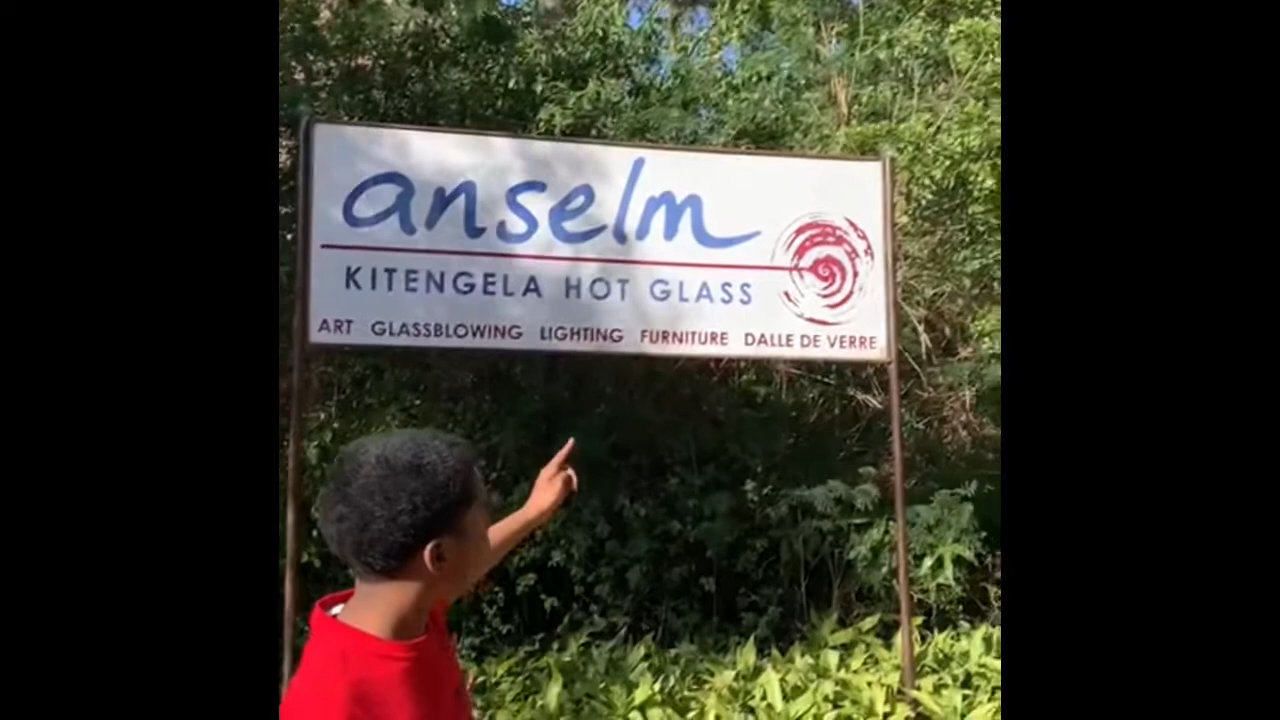 anselm
KITENGELA HOT GLASS
ART GLASSBLOWING LIGHTING FURNITURE DALLE DE VERRE